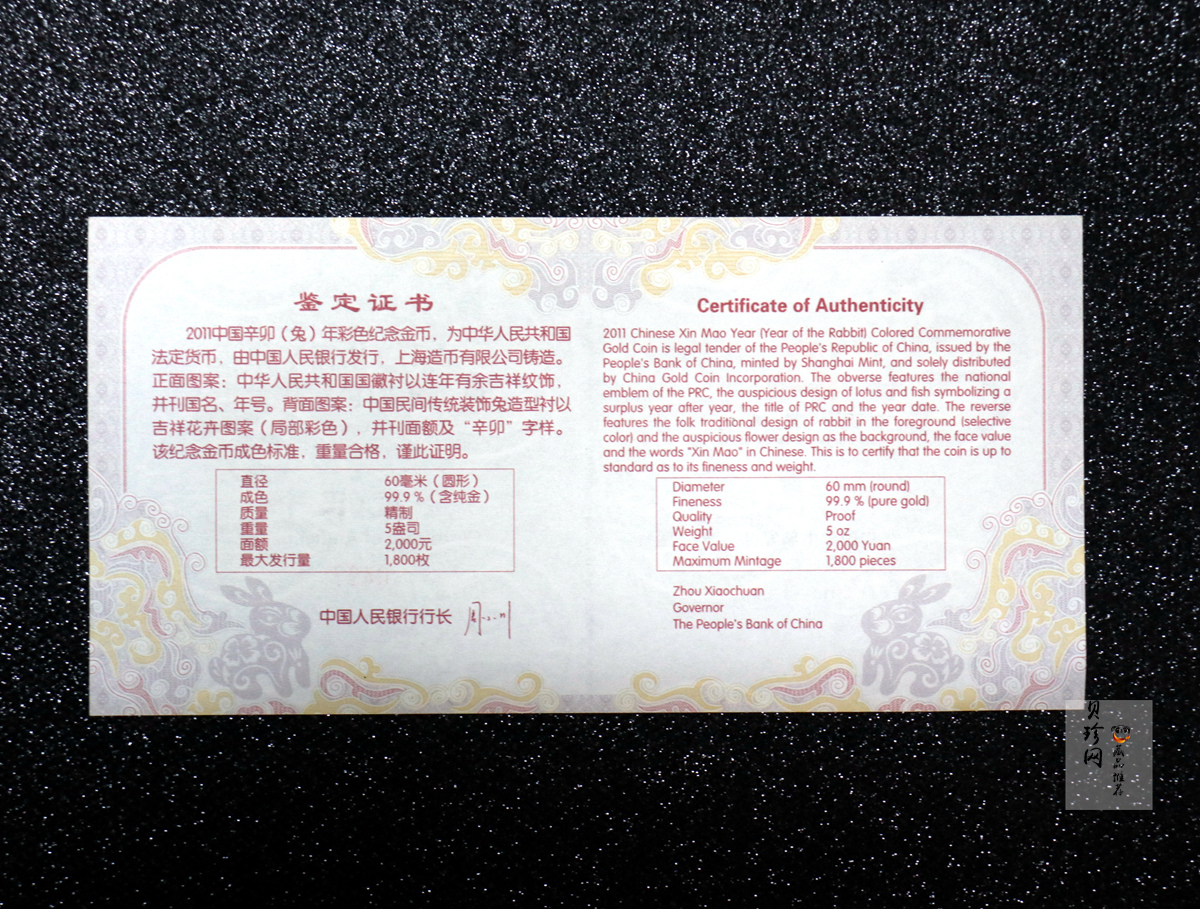 鉴定证书
2011中国辛卯（兔）年彩色纪念金币，为中华人民共和国
法定货币，由中国人民银行发行，上海造币有限公司铸造。
正面图案：中华人民共和国国徽衬以连年有余吉祥纹饰，
并刊国名、年号。背面图案：中国民间传统装饰兔造型衬以
吉祥花卉图案（局部彩色），并刊面额及“辛卯”字样。
该纪念金币成色标准，重量合格，谨此证明。
直径 60毫米（圆形）
成色 99.9 %（含纯金）
质量 精制
重量 5盎司
面额 2,000元
最大发行量 1,800枚
中国人民银行行长
Certificate of Authenticity
2011 Chinese Xin Mao Year (Year of the Rabbit) Colored Commemorative
Gold Coin is legal tender of the People's Republic of China, issued by the
People's Bank of China, minted by Shanghai Mint, and solely distributed
by China Gold Coin Incorporation. The obverse features the national
emblem of the PRC, the auspicious design of lotus and fish symbolizing a
surplus year after year, the title of PRC and the year date. The reverse
features the folk traditional design of rabbit in the foreground (selective
color) and the auspicious flower design as the background, the face value
and the words "Xin Mao" in Chinese. This is to certify that the coin is up to
standard as to its fineness and weight.
Diameter 60 mm (round)
Fineness 99.9 % (pure gold)
Quality Proof
Weight 5 oz
Face Value 2,000 Yuan
Maximum Mintage 1,800 pieces
Zhou Xiaochuan
Governor
The People's Bank of China
贝珍网
藏品推荐